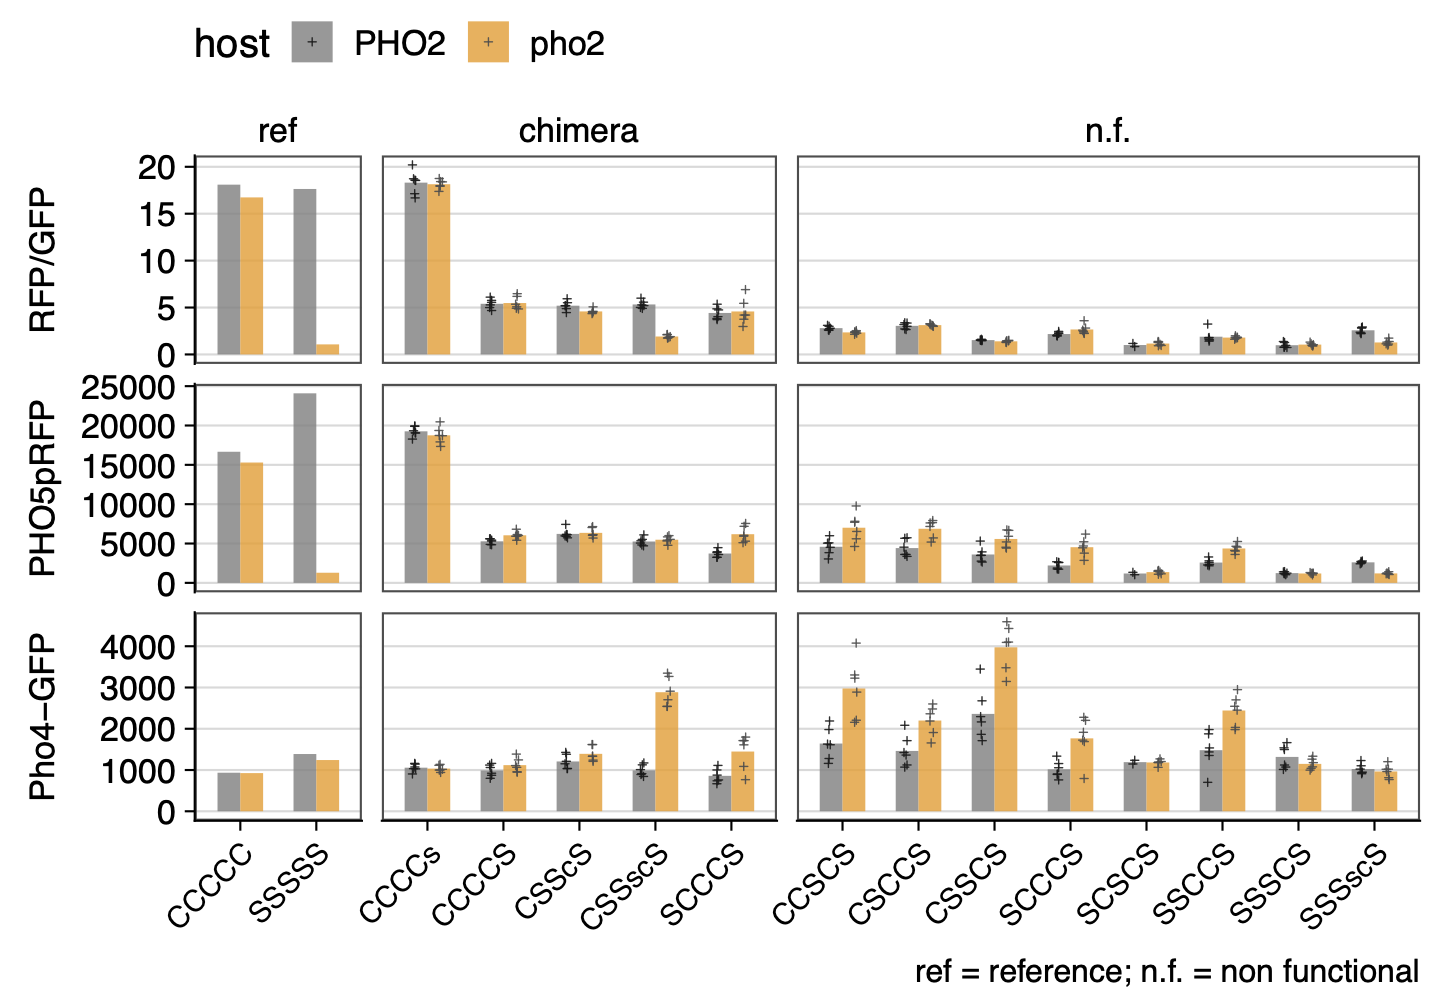 host PHO2 pho2
ref chimera n.f.
RFP/GFP
20
15
10
5
0
PHO5pRFP
25000
20000
15000
10000
5000
0
Pho4−GFP
4000
3000
2000
1000
0
CCCCC SSSSS CCCCs CCCCS CSScS CSSscS SCCCS CCSCS CSCCS CSSCS SCCCS SCSCS SSCCS SSSCS SSSscS
ref = reference; n.f. = non functional